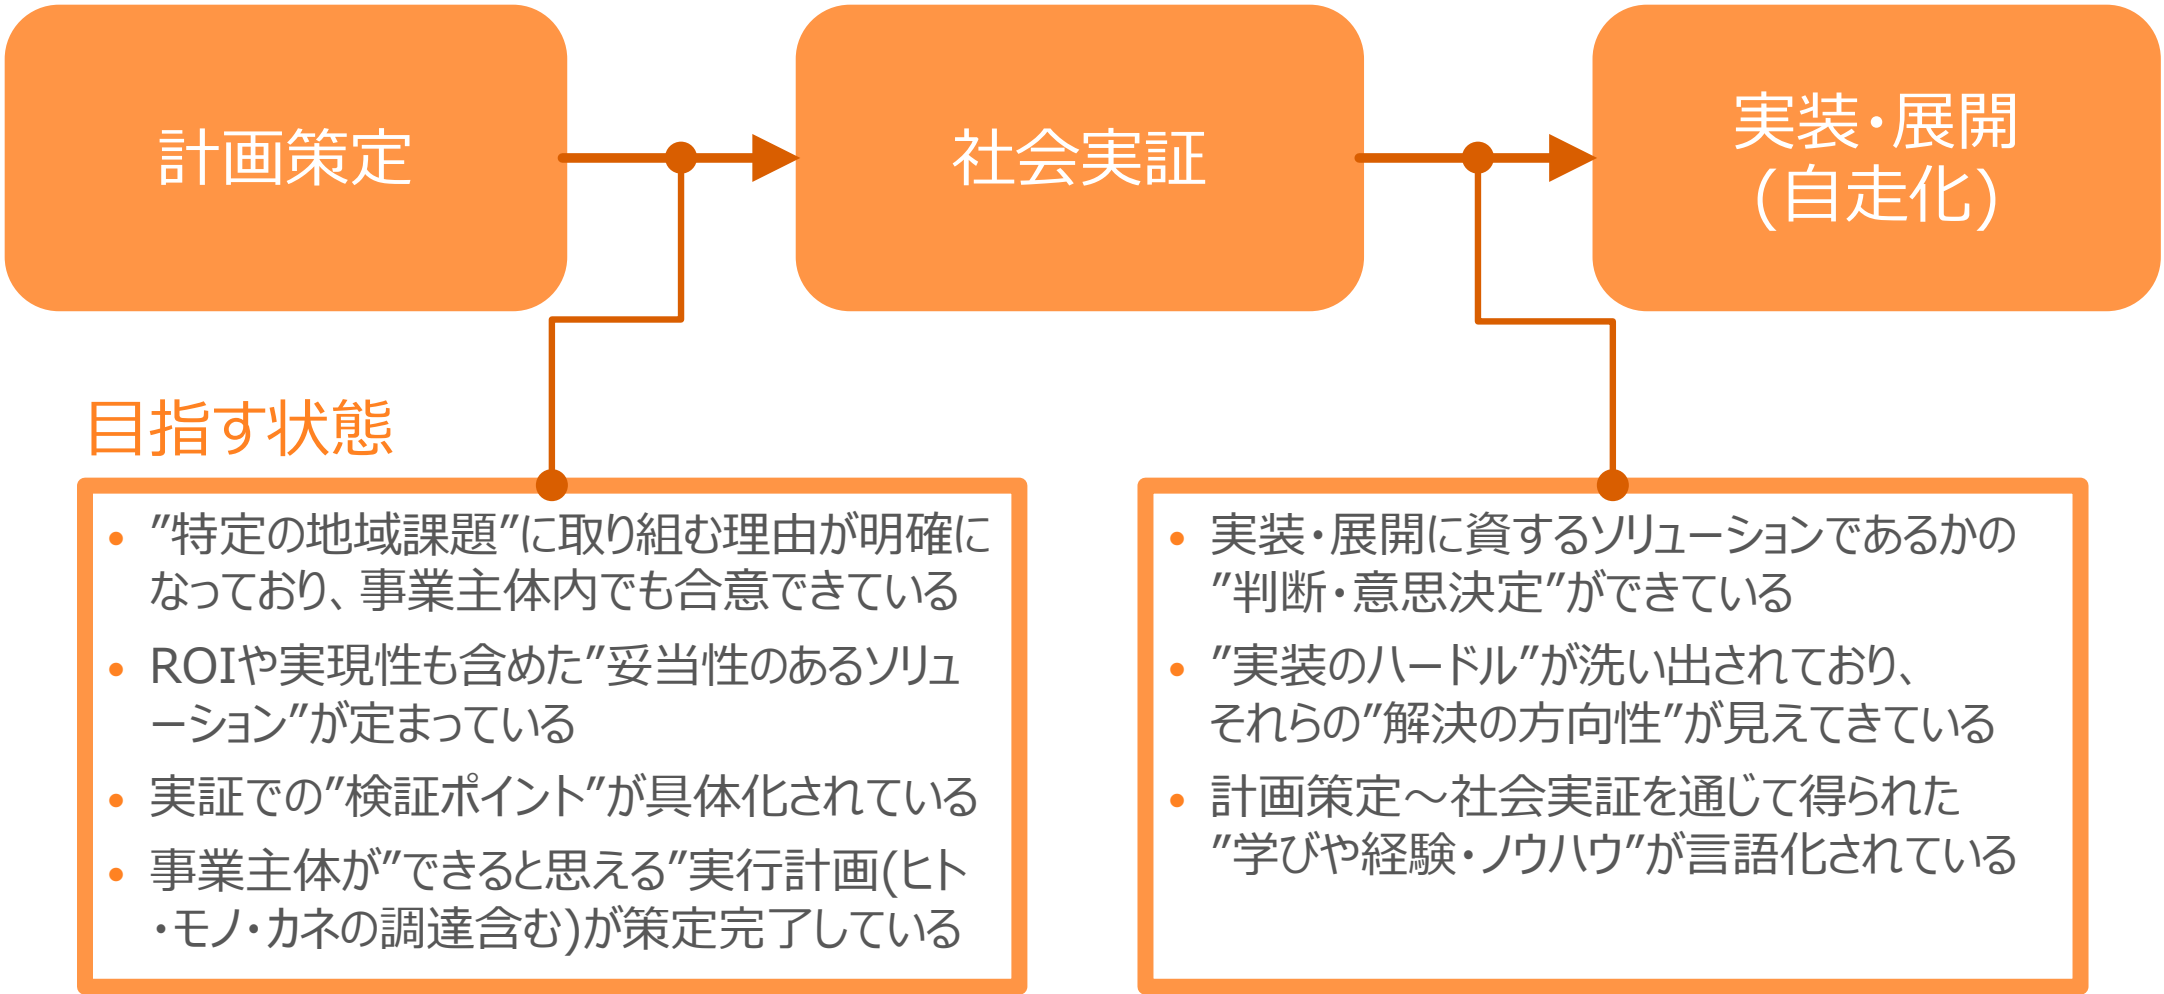 計画策定
社会実証
実装・展開
(自走化)
目指す状態
• ”特定の地域課題”に取り組む理由が明確に
なっており、事業主体内でも合意できている
• ROIや実現性も含めた”妥当性のあるソリュ
ーション”が定まっている
• 実証での”検証ポイント”が具体化されている
• 事業主体が”できると思える”実行計画(ヒト
・モノ・カネの調達含む)が策定完了している
• 実装・展開に資するソリューションであるかの
”判断・意思決定”ができている
• ”実装のハードル”が洗い出されており、
それらの”解決の方向性”が見えてきている
• 計画策定～社会実証を通じて得られた
”学びや経験・ノウハウ”が言語化されている